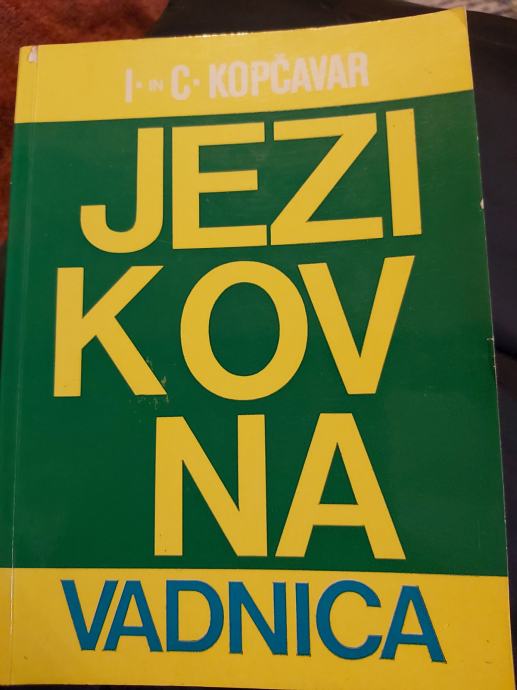 I. IN C. KOPČAVAR
JEZI
KOV
NA
VADNICA